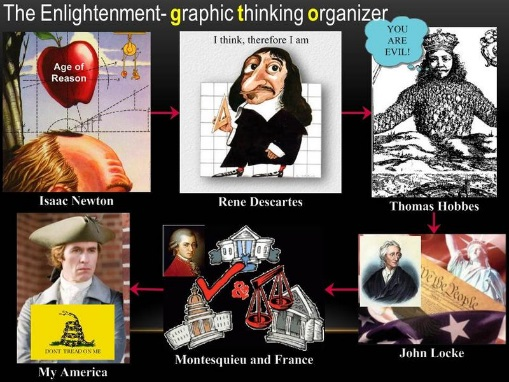 The Enlightenment- graphic thinking organizer
Age of
Reason
I think, therefore I am
YOU
ARE
EVIL!
Isaac Newton
Rene Descartes
Thomas Hobbes
DONT TREAD ON ME
My America
&
Montesquieu and France
We the People
John Locke